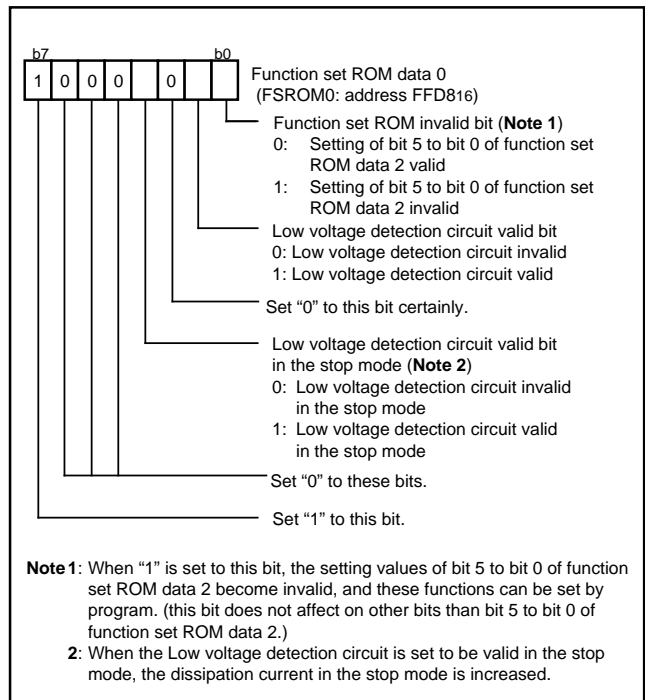 b7 b0
1 0 0 0 0
Function set ROM data 0
(FSROM0: address FFD816)
Function set ROM invalid bit (Note 1)
0: Setting of bit 5 to bit 0 of function set
ROM data 2 valid
1: Setting of bit 5 to bit 0 of function set
ROM data 2 invalid
Low voltage detection circuit valid bit
0: Low voltage detection circuit invalid
1: Low voltage detection circuit valid
Set “0” to this bit certainly.
Low voltage detection circuit valid bit
in the stop mode (Note 2)
0: Low voltage detection circuit invalid
in the stop mode
1: Low voltage detection circuit valid
in the stop mode
Set “0” to these bits.
Set “1” to this bit.
Note 1: When “1” is set to this bit, the setting values of bit 5 to bit 0 of function
set ROM data 2 become invalid, and these functions can be set by
program. (this bit does not affect on other bits than bit 5 to bit 0 of
function set ROM data 2.)
2: When the Low voltage detection circuit is set to be valid in the stop
mode, the dissipation current in the stop mode is increased.